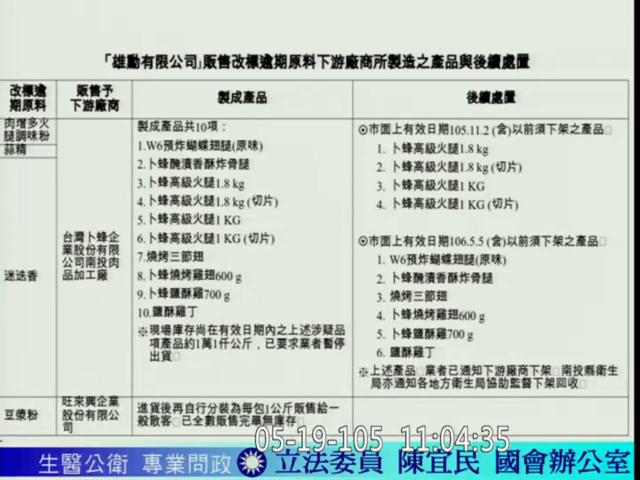 「雄勳有限公司」販售改標逾期原料下游廠商所製造之產品與後續處置
改標逾
期原料
販售予
下游廠商
製成產品
後續處置
肉增多火
腿調味粉
蒜精
迷迭香
台灣卜蜂企
業股份有限
公司南投肉
品加工廠
製成產品共10項：
1.W6預炸蝴蝶翅腿(原味)
2.卜蜂醃漬香酥炸骨腿
3.卜蜂高級火腿1.8 kg
4.卜蜂高級火腿1.8 kg (切片)
5.卜蜂高級火腿1 KG
6.卜蜂高級火腿1 KG (切片)
7.燒烤三節翅
8.卜蜂燒烤雞翅600 g
9.卜蜂鹽酥雞700 g
10.鹽酥雞丁
※現場庫存尚在有效日期內之上述涉疑品
項產品約1萬1仟公斤，已要求業者暫停
出貨
⊙市面上有效日期105.11.2 (含)以前須下架之產品
1. 卜蜂高級火腿1.8 kg
2. 卜蜂高級火腿1.8 kg (切片)
3. 卜蜂高級火腿1 KG
4. 卜蜂高級火腿1 KG (切片)
⊙市面上有效日期106.5.5 (含)以前須下架之產品
1. W6預炸蝴蝶翅腿(原味)
2. 卜蜂醃漬香酥炸骨腿
3. 燒烤三節翅
4. 卜蜂燒烤雞翅600 g
5. 卜蜂鹽酥雞700 g
6. 鹽酥雞丁
※上述產品 業者已通知下游廠商下架 南投縣衛生
局亦通知各地方衛生局協助監督下架回收
豆漿粉
旺來興企業
股份有限公
司
進貨後再自行分裝為每包1公斤販售給一
般散客 已全數販售完畢無庫存
05-19-105 11:04:35
生醫公衛 專業問政 立法委員 陳宜民 國會辦公室